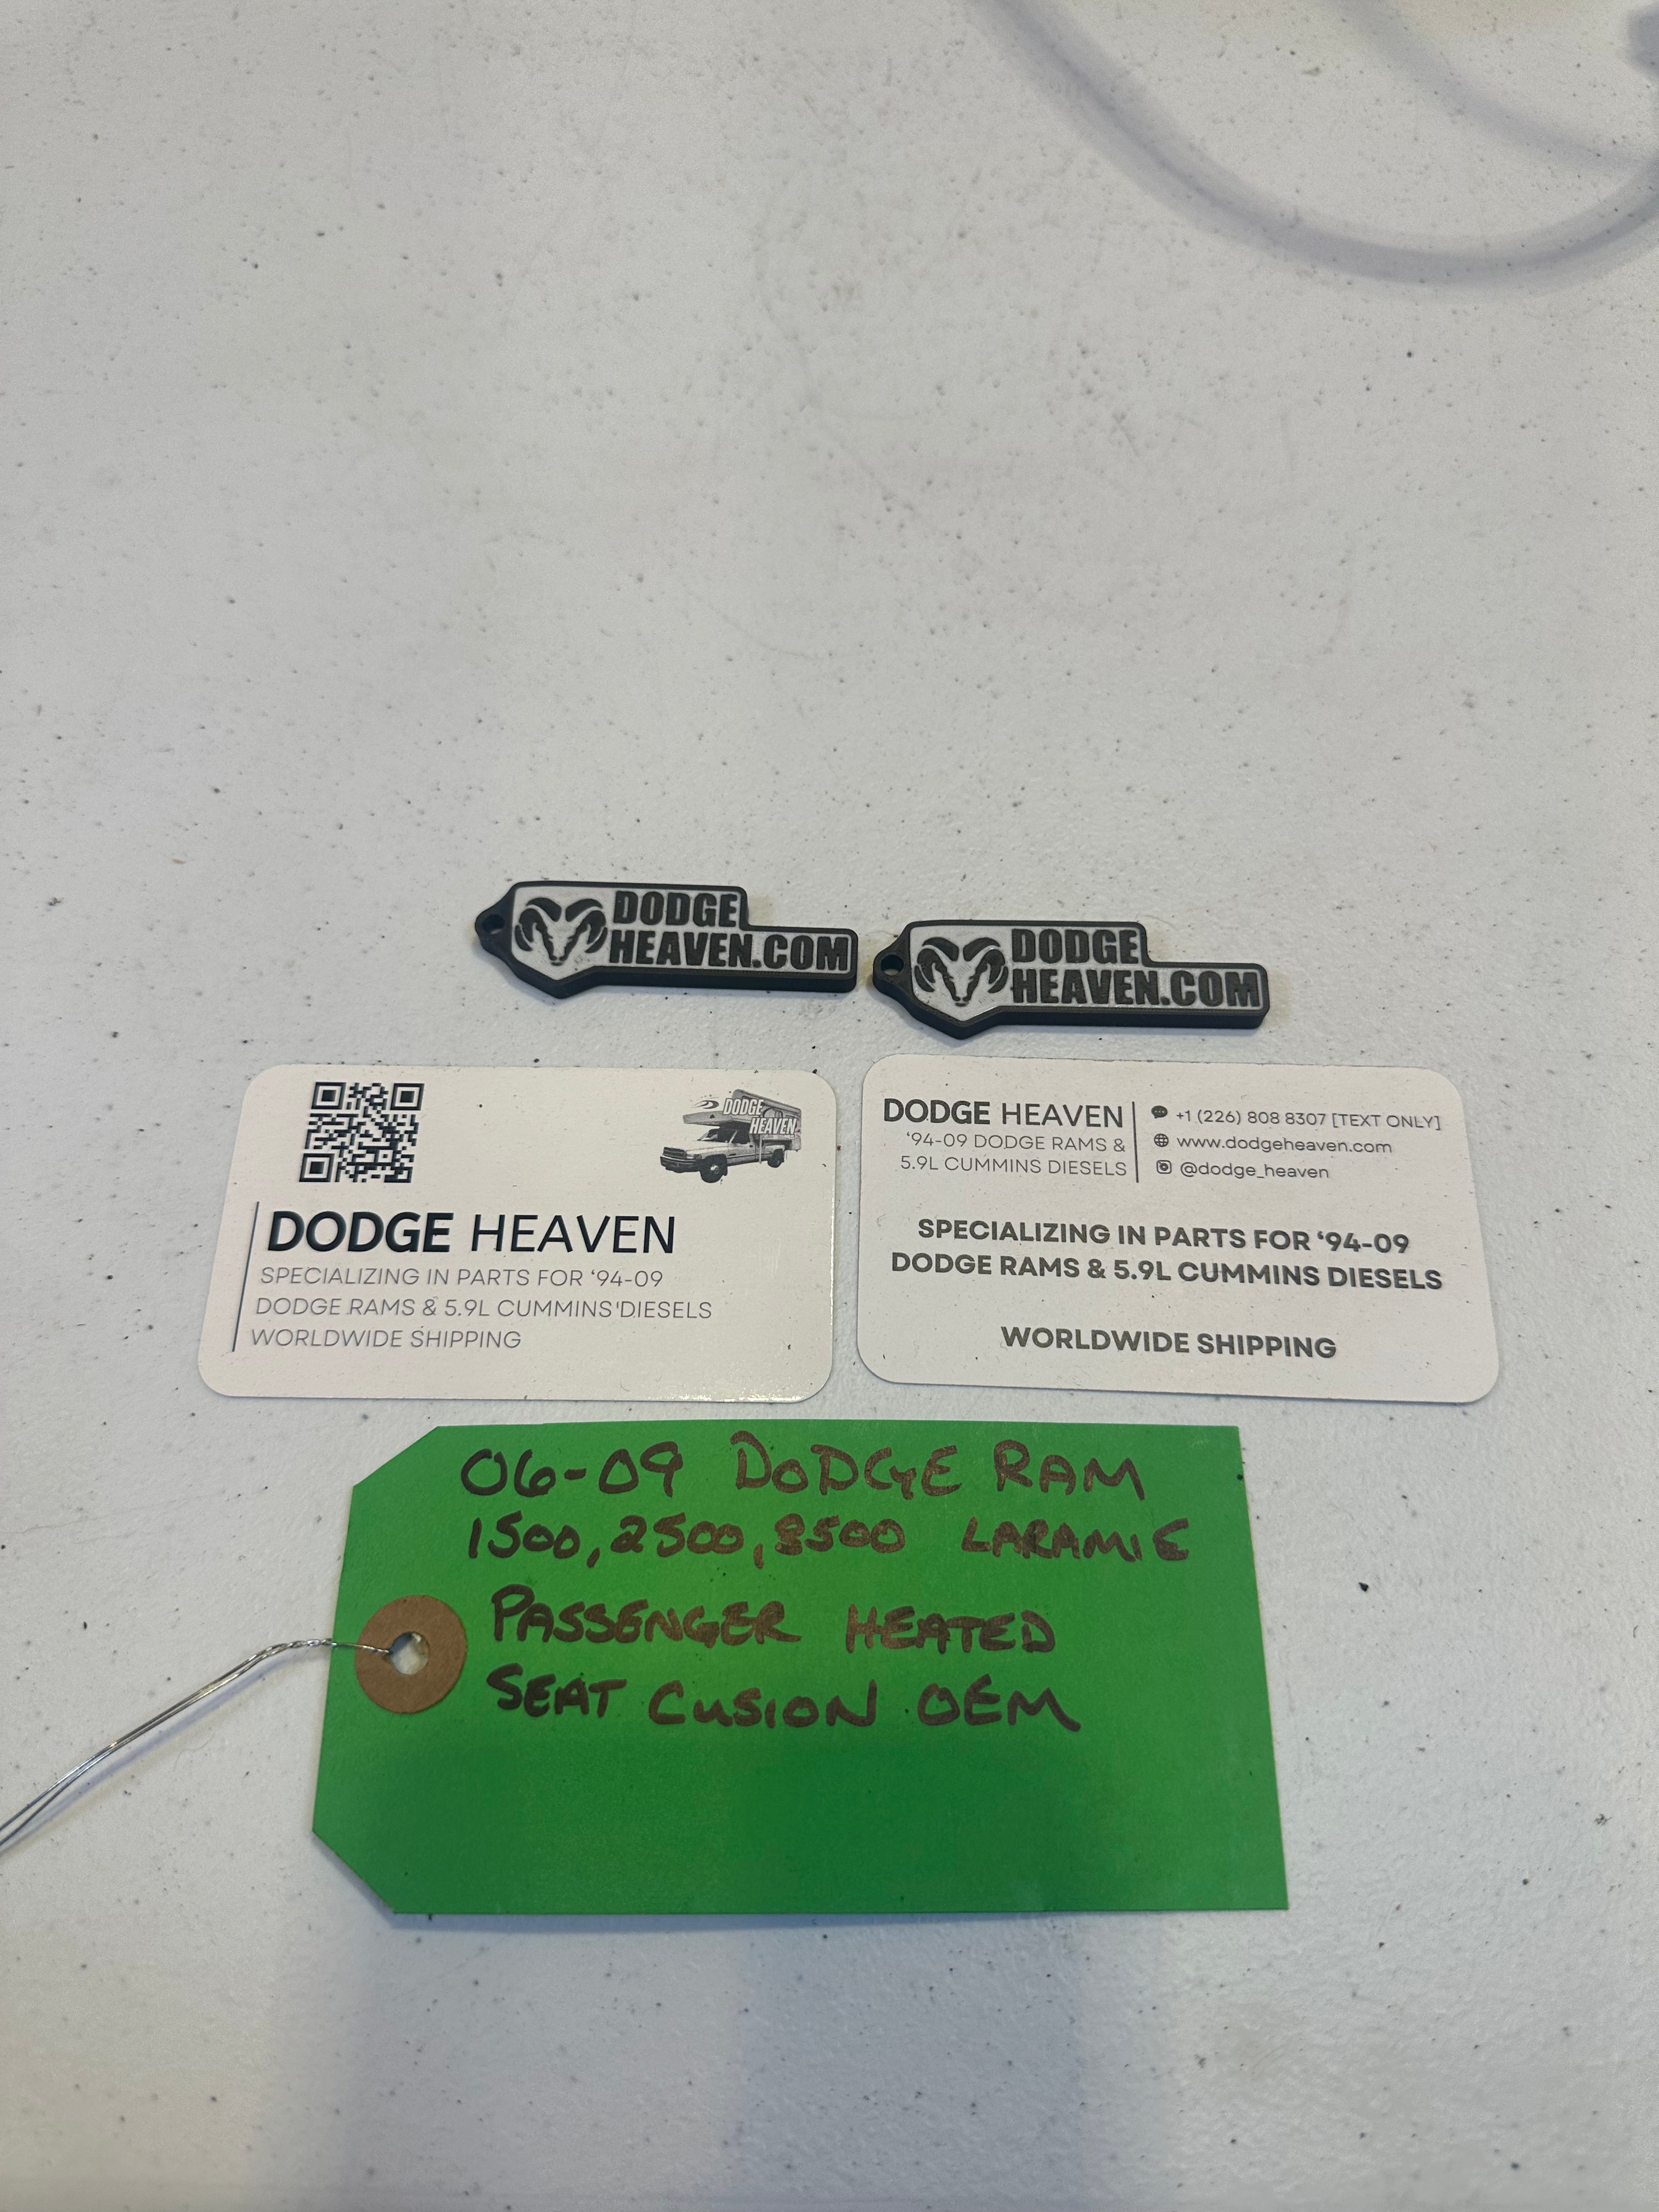 DODGE
HEAVEN.COM
DODGE
HEAVEN.COM
DODGE
HEAVEN
DODGE HEAVEN
SPECIALIZING IN PARTS FOR ‘94-09
DODGE RAMS & 5.9L CUMMINS DIESELS
WORLDWIDE SHIPPING
DODGE HEAVEN
‘94-09 DODGE RAMS &
5.9L CUMMINS DIESELS
+1 (226) 808 8307 [TEXT ONLY]
www.dodgeheaven.com
@dodge_heaven
SPECIALIZING IN PARTS FOR ‘94-09
DODGE RAMS & 5.9L CUMMINS DIESELS
WORLDWIDE SHIPPING
06-09 DODGE RAM
1500, 2500, 3500 LARAMIE
PASSENGER HEATED
SEAT CUSION OEM